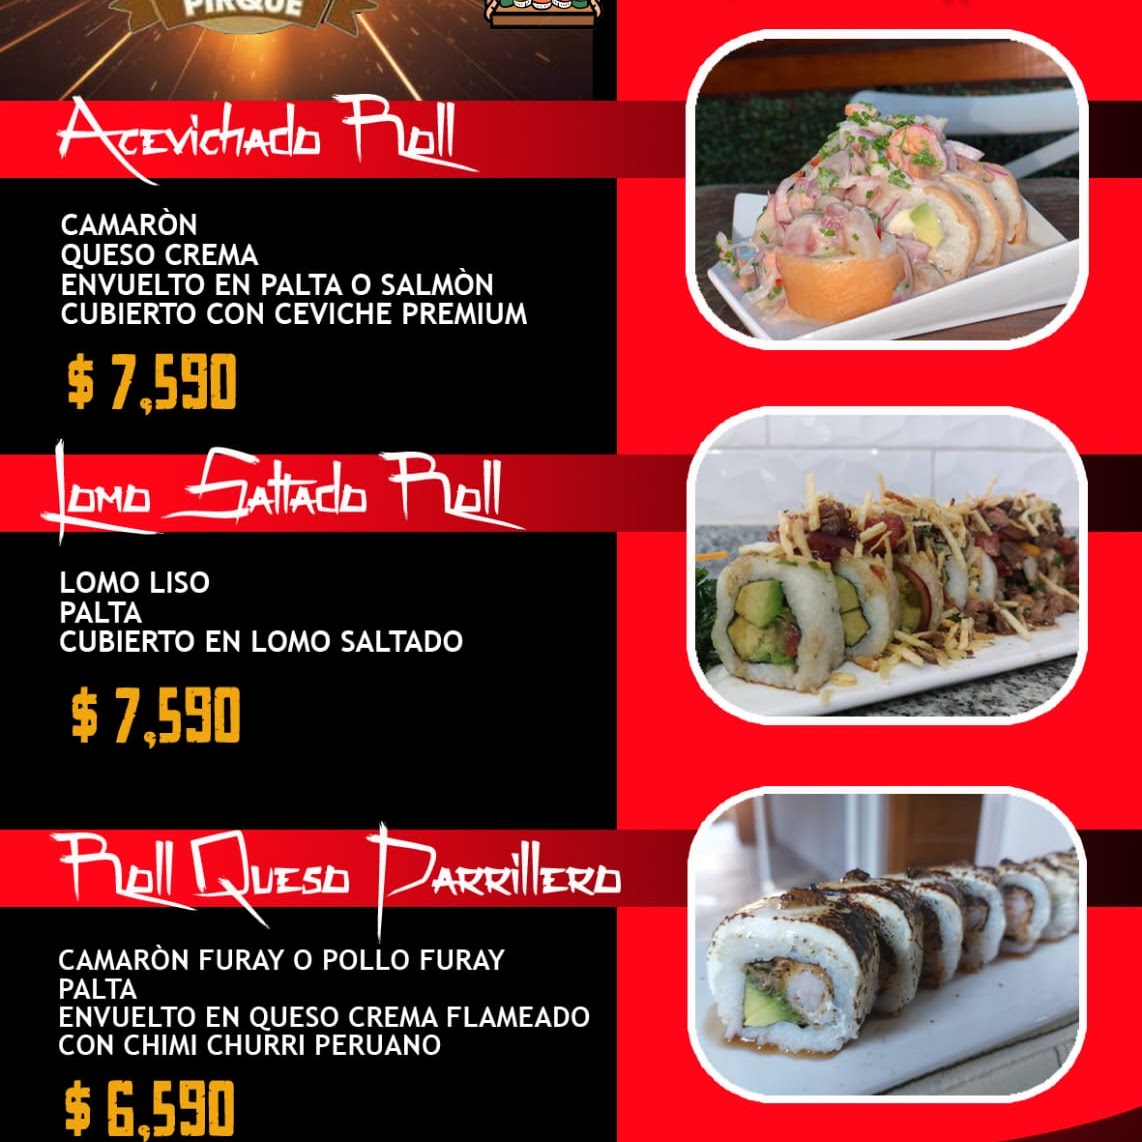 PIRQUE
Acevichado Roll
CAMARÒN
QUESO CREMA
ENVUELTO EN PALTA O SALMÒN
CUBIERTO CON CEVICHE PREMIUM
$ 7,590
Lomo Saltado Roll
LOMO LISO
PALTA
CUBIERTO EN LOMO SALTADO
$ 7,590
Roll Queso Parrillero
CAMARÒN FURAY O POLLO FURAY
PALTA
ENVUELTO EN QUESO CREMA FLAMEADO
CON CHIMI CHURRI PERUANO
$ 6,590